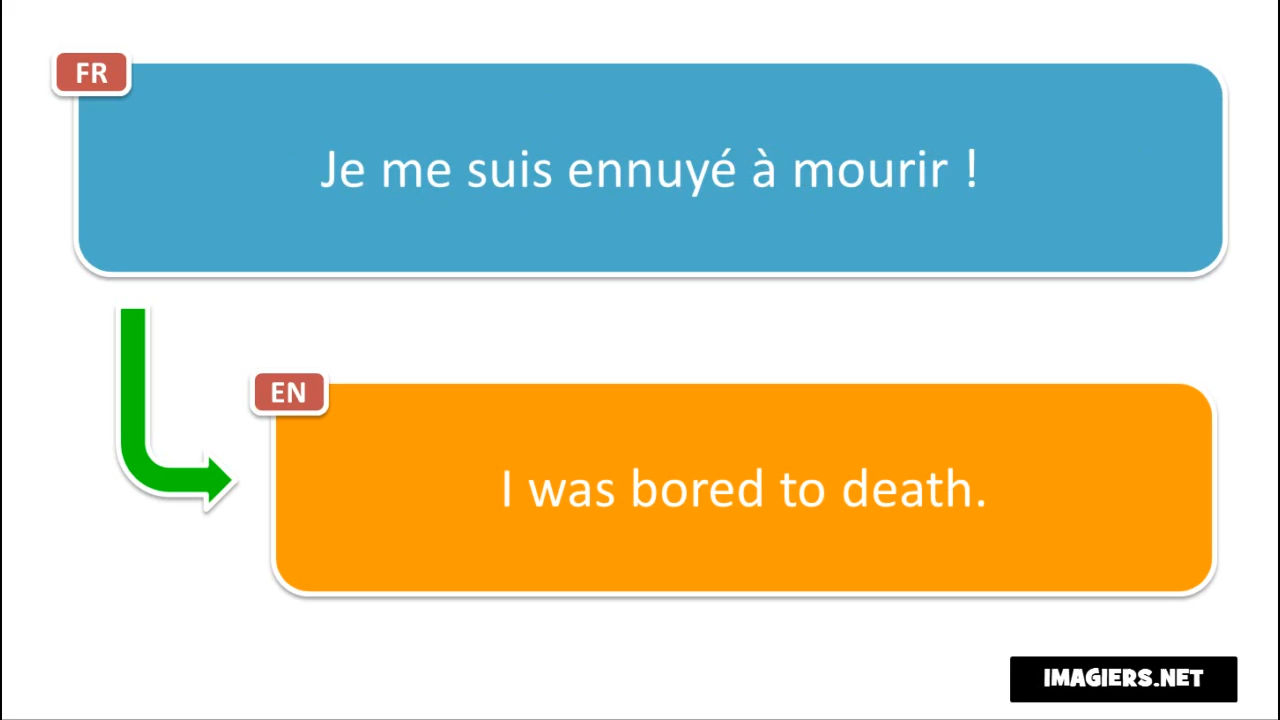 FR
Je me suis ennuyé à mourir !
EN
I was bored to death.
IMAGIERS.NET